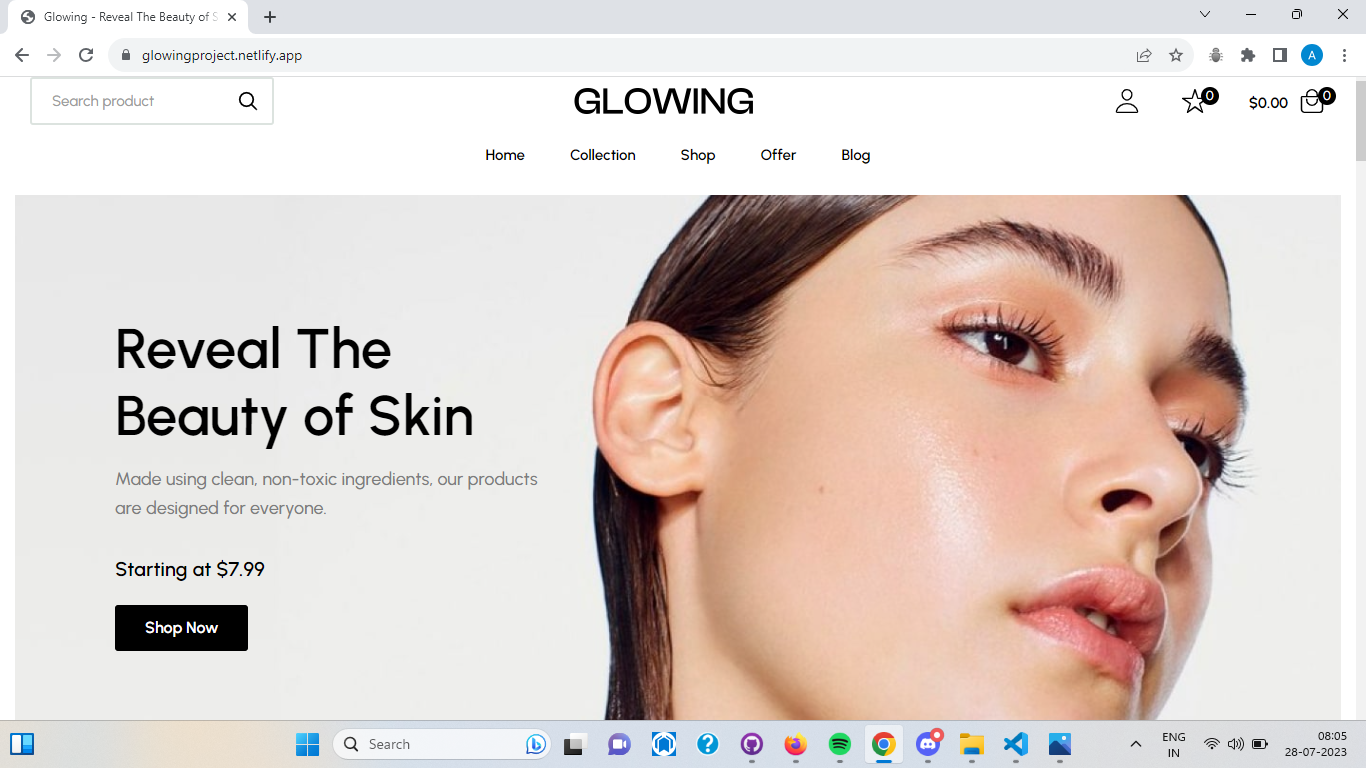 Glowing - Reveal The Beauty of S
glowingproject.netlify.app
A
Search product
GLOWING
0
$0.00
0
Home
Collection
Shop
Offer
Blog
Reveal The
Beauty of Skin
Made using clean, non-toxic ingredients, our products
are designed for everyone.
Starting at $7.99
Shop Now
Search
ENG
IN
08:05
28-07-2023